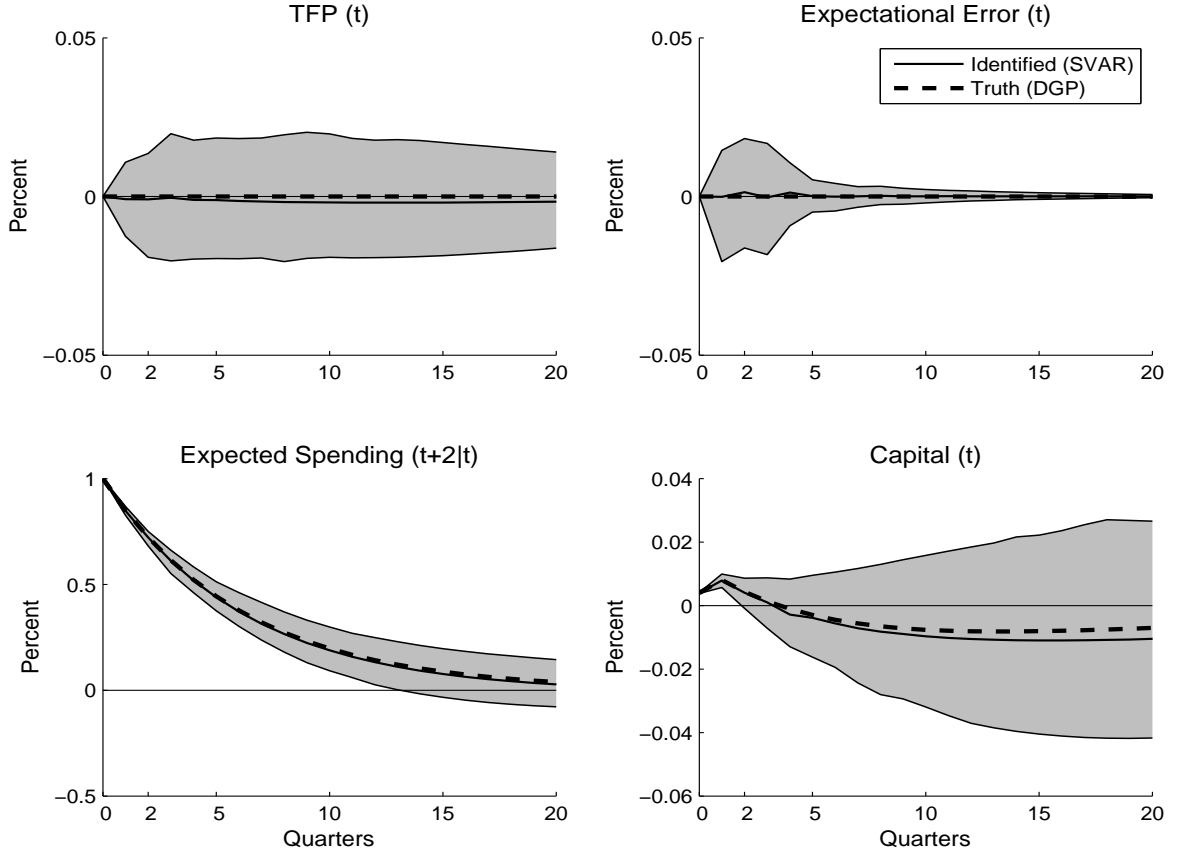 TFP (t)
0.05
0
−0.05
Percent
0 2 5 10 15 20
Expectational Error (t)
Identified (SVAR)
Truth (DGP)
0.05
0
−0.05
Percent
0 2 5 10 15 20
Expected Spending (t+2|t)
1
0.5
0
−0.5
Percent
0 2 5 10 15 20
Quarters
Capital (t)
0.04
0.02
0
−0.02
−0.04
−0.06
Percent
0 2 5 10 15 20
Quarters